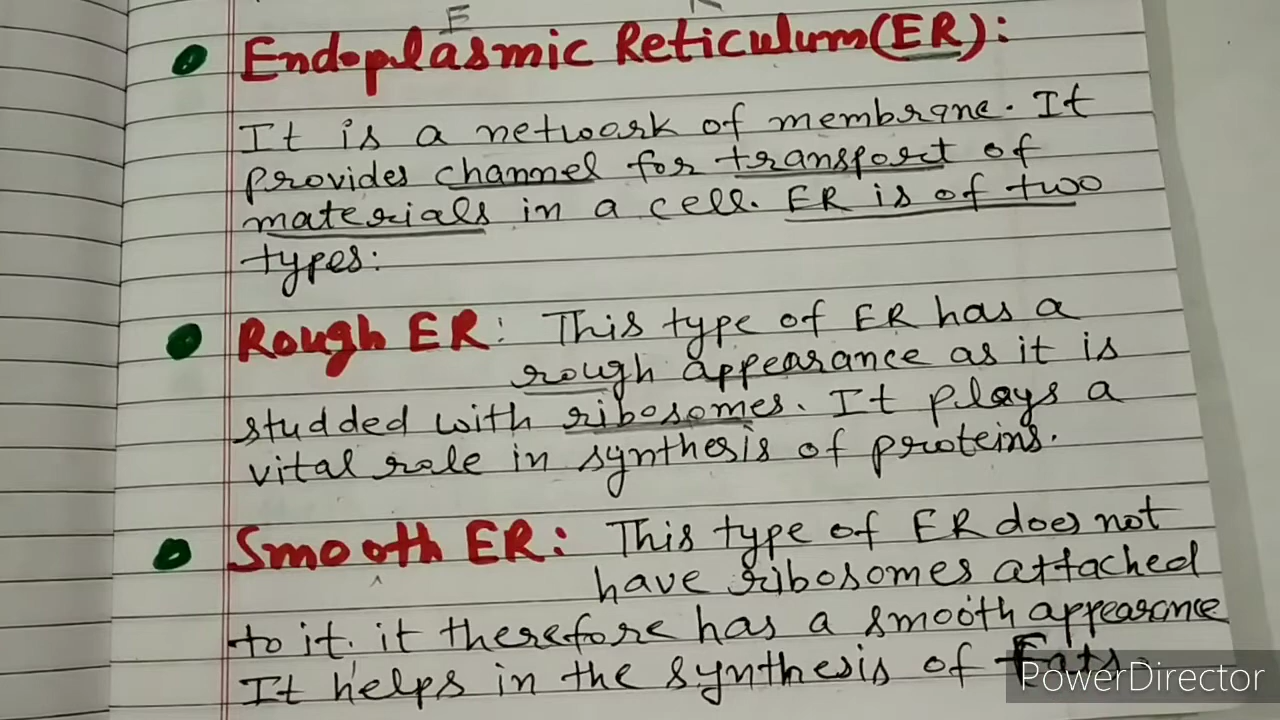 Endoplasmic Reticulum(ER):
It is a network of membrane. It
provides channel for transport of
materials in a cell. ER is of two
types:
Rough ER: This type of ER has a
rough appearance as it is
studded with ribosomes. It plays a
vital role in synthesis of proteins.
Smooth ER: This type of ER does not
have ribosomes attached
to it. it therefore has a smooth appearance
It helps in the synthesis of Fats.
PowerDirector